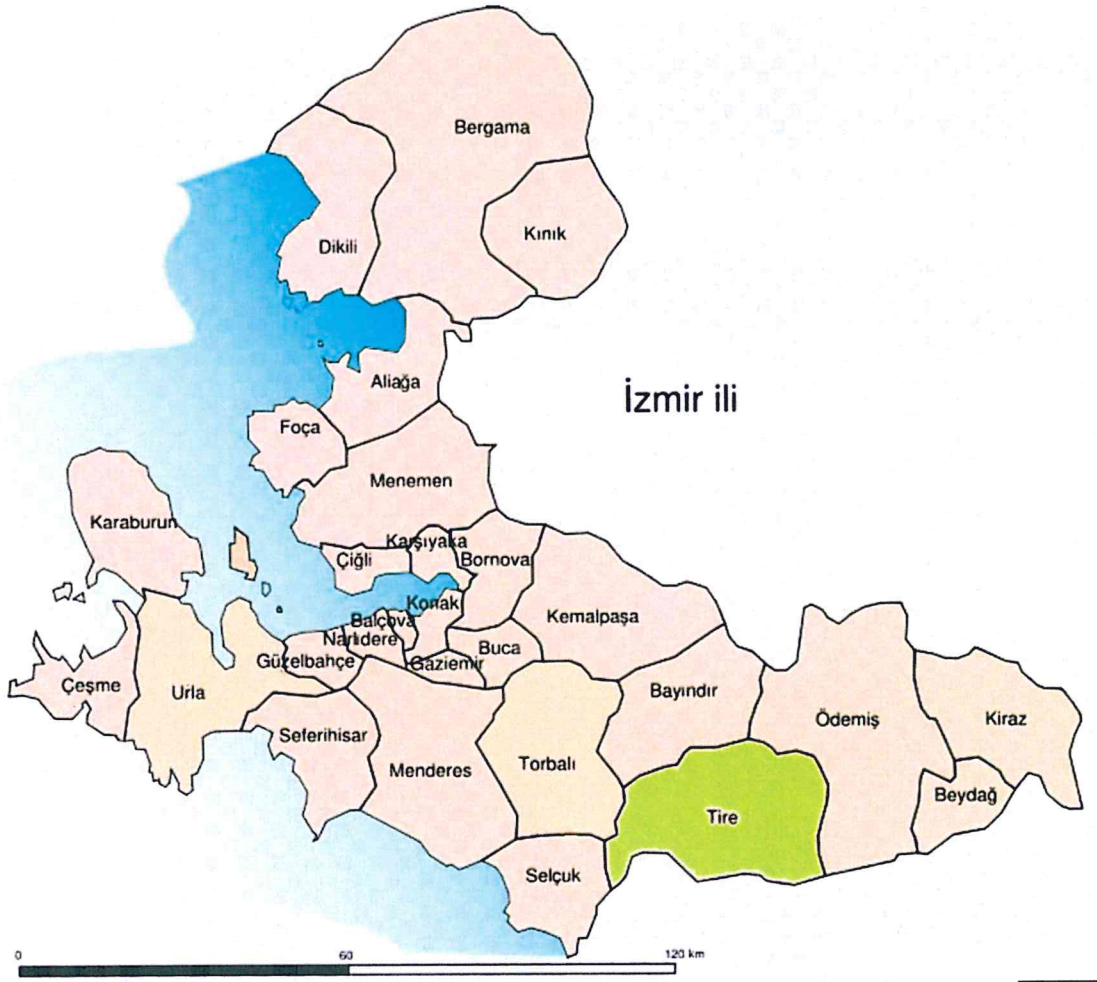 Bergama
Kınık
Dikili
Aliağa
İzmir ili
Foça
Menemen
Karaburun
Karşıyaka
Çiğli
Bornova
Konak
Kemalpaşa
Balçova
Narlıdere
Buca
Güzelbahçe
Gaziemir
Çeşme
Urla
Bayındır
Ödemiş
Kiraz
Seferihisar
Menderes
Torbalı
Beydağ
Tire
Selçuk
0 60 120 km